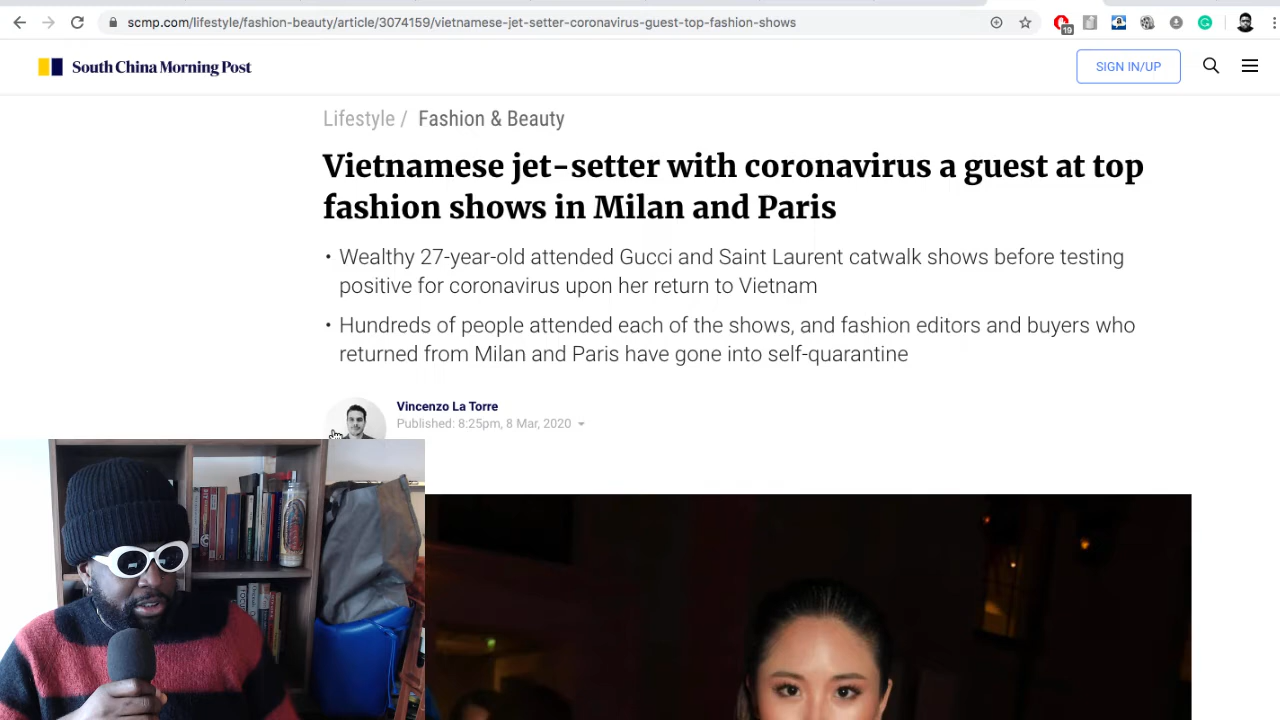 scmp.com/lifestyle/fashion-beauty/article/3074159/vietnamese-jet-setter-coronavirus-guest-top-fashion-shows
19
South China Morning Post
SIGN IN/UP
Lifestyle / Fashion & Beauty
Vietnamese jet-setter with coronavirus a guest at top
fashion shows in Milan and Paris
• Wealthy 27-year-old attended Gucci and Saint Laurent catwalk shows before testing
positive for coronavirus upon her return to Vietnam
• Hundreds of people attended each of the shows, and fashion editors and buyers who
returned from Milan and Paris have gone into self-quarantine
Vincenzo La Torre
Published: 8:25pm, 8 Mar, 2020